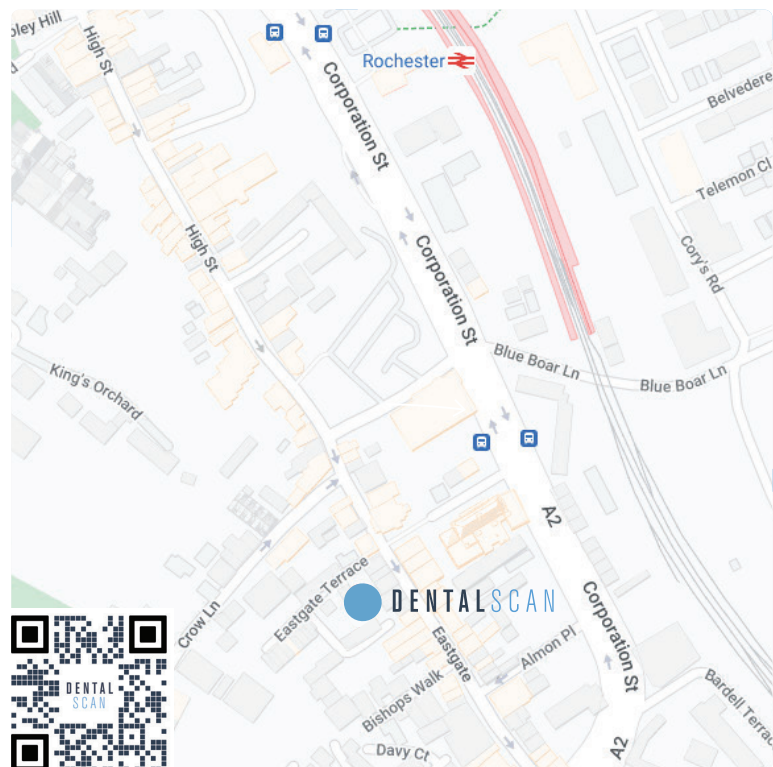 oley Hill
High St
Corporation St
Rochester
Belvedere
Telemon Cl
High St
Corporation St
Cory's Rd
Blue Boar Ln
Blue Boar Ln
King's Orchard
A2
Eastgate Terrace
DENTALSCAN
Crow Ln
Corporation St
Eastgate
Almon Pl
Bishops Walk
Bardell Terrac
DENTAL
SCAN
Davy Ct
A2